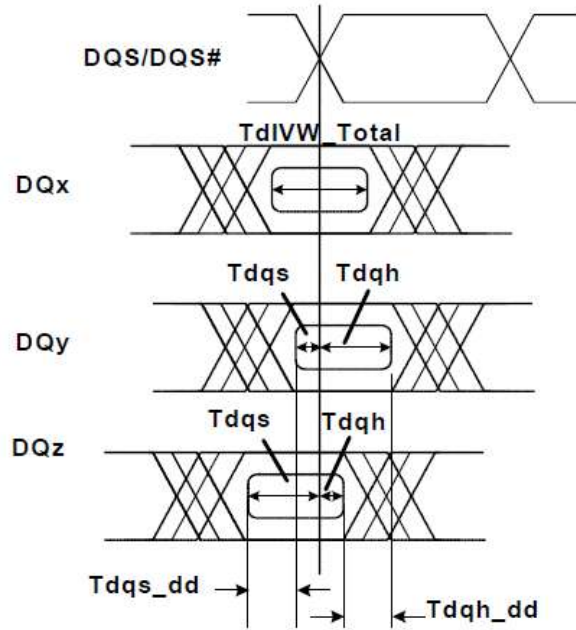 DQS/DQS#
TdIVW_Total
DQx
Tdqs
Tdqh
DQy
Tdqs
Tdqh
DQz
Tdqs_dd
Tdqh_dd